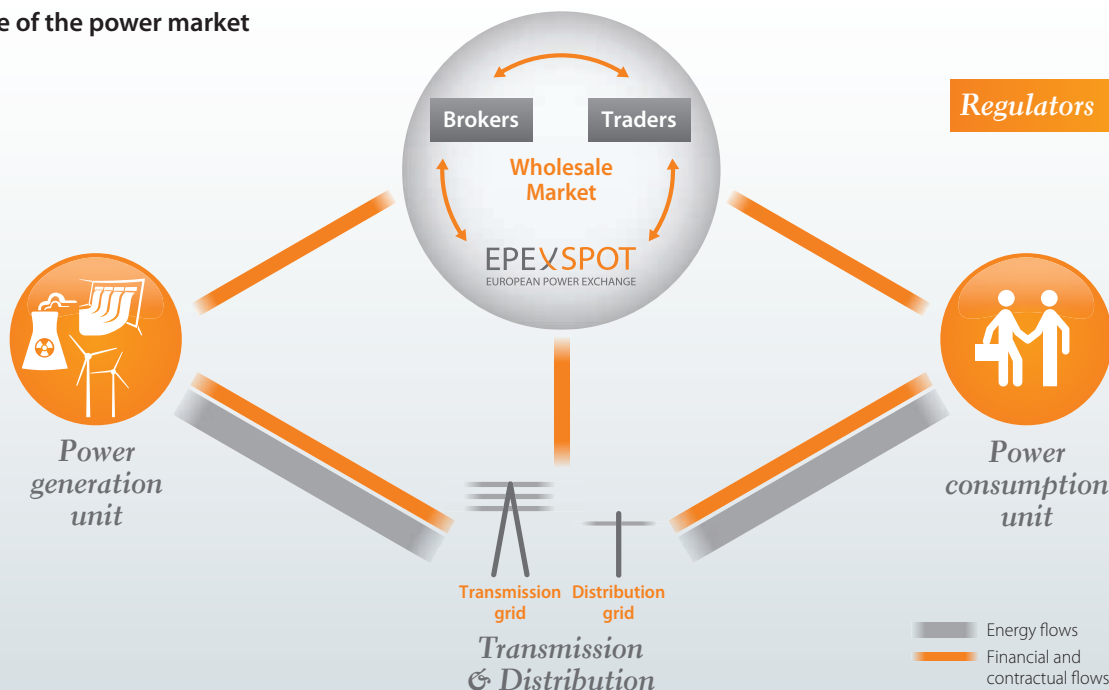 e of the power market
Brokers
Traders
Regulators
Wholesale
Market
EPEXSPOT
EUROPEAN POWER EXCHANGE
Power
generation
unit
Power
consumption
unit
Transmission
grid
Distribution
grid
Transmission
& Distribution
Energy flows
Financial and
contractual flows